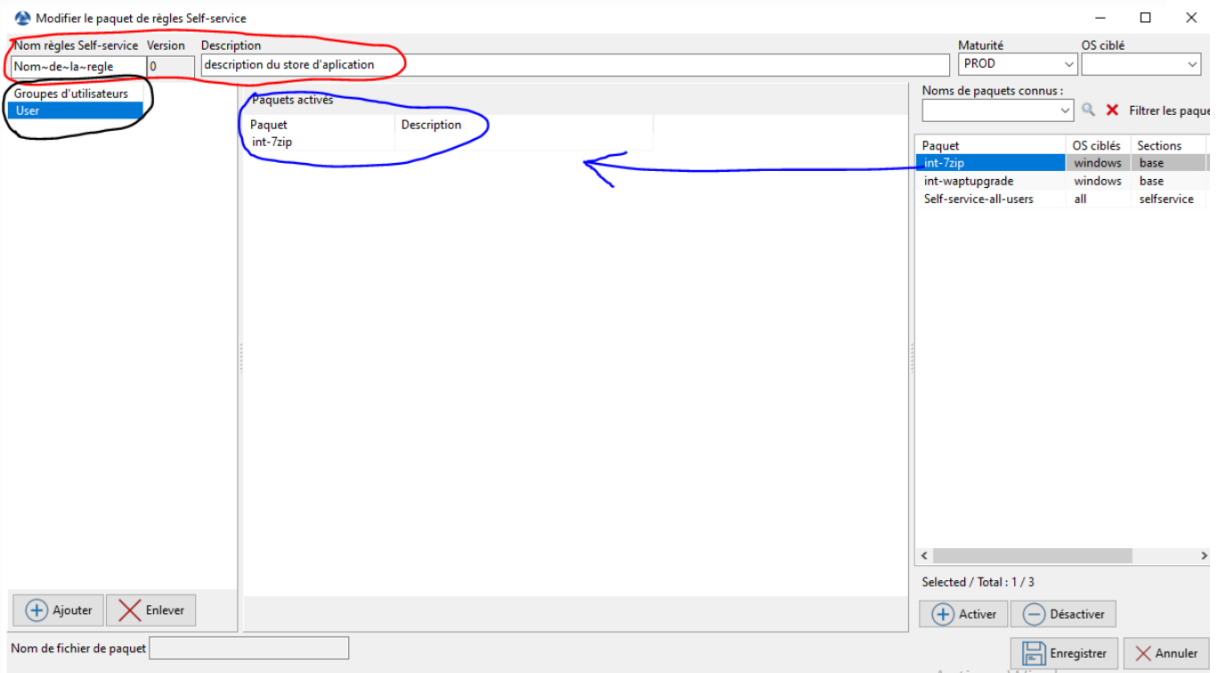 Modifier le paquet de règles Self-service
Nom règles Self-service Version Description Maturité OS ciblé
Nom~de~la~regle 0 description du store d'aplication PROD
Groupes d'utilisateurs
User
Paquets activés
Paquet Description
int-7zip
Noms de paquets connus :
Filtrer les paque
Paquet OS ciblés Sections
int-7zip windows base
int-waptupgrade windows base
Self-service-all-users all selfservice
Selected / Total : 1 / 3
Ajouter Enlever
Activer Désactiver
Nom de fichier de paquet
Enregistrer Annuler